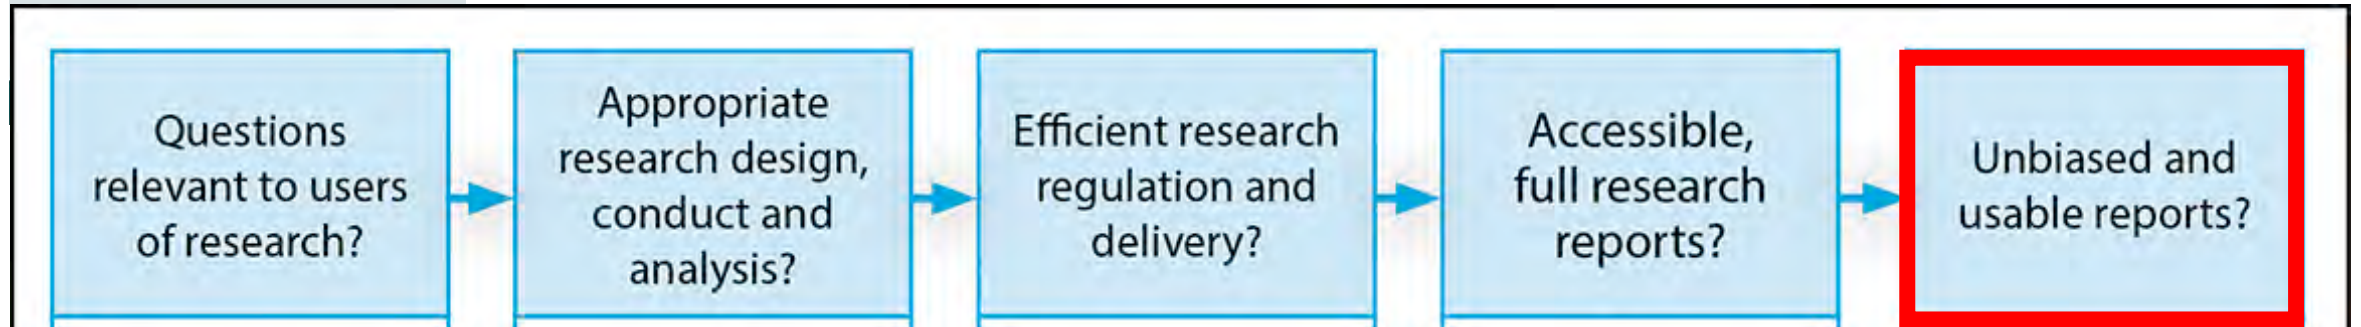 Questions
relevant to users
of research?
Appropriate
research design,
conduct and
analysis?
Efficient research
regulation and
delivery?
Accessible,
full research
reports?
Unbiased and
usable reports?